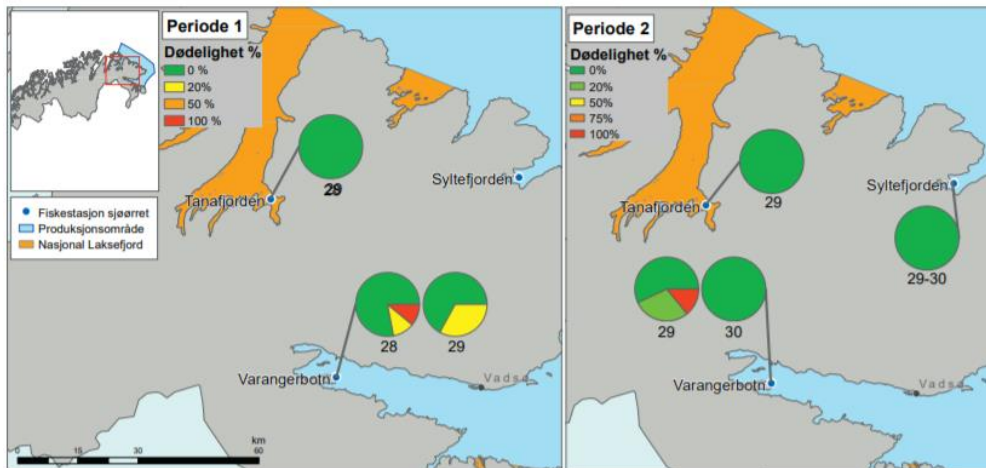 Periode 1
Dødelighet %
0 %
20%
50 %
100 %
29
Tanafjorden
Syltefjorden
Fiskestasjon sjøørret
Produksjonsområde
Nasjonal Laksefjord
28
29
Varangerbotn
Vadsø
km
0
15
30
60
Periode 2
Dødelighet %
0%
20%
50%
75%
100%
29
Tanafjorden
Syltefjorden
29-30
29
30
Varangerbotn
Vadsø